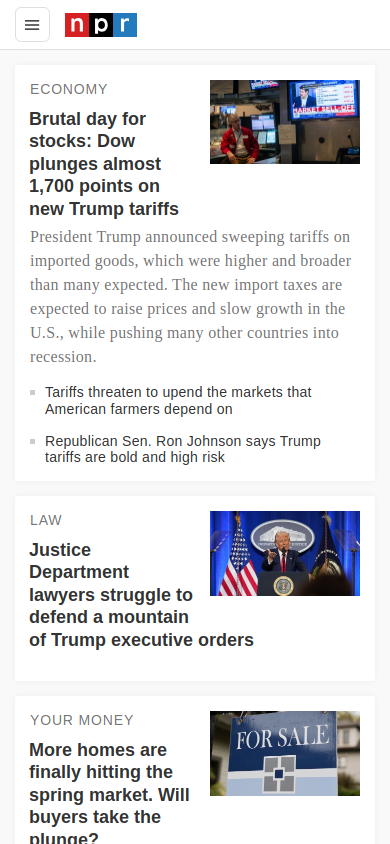 npr
ECONOMY
MARKET SELL-OFF
Brutal day for
stocks: Dow
plunges almost
1,700 points on
new Trump tariffs
President Trump announced sweeping tariffs on
imported goods, which were higher and broader
than many expected. The new import taxes are
expected to raise prices and slow growth in the
U.S., while pushing many other countries into
recession.
Tariffs threaten to upend the markets that
American farmers depend on
Republican Sen. Ron Johnson says Trump
tariffs are bold and high risk
LAW
Justice
Department
lawyers struggle to
defend a mountain
of Trump executive orders
YOUR MONEY
FOR SALE
More homes are
finally hitting the
spring market. Will
buyers take the
plunge?